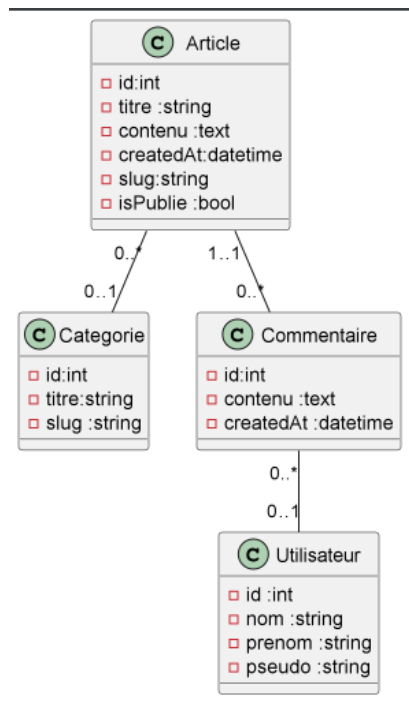 C Article
id:int
titre :string
contenu :text
createdAt:datetime
slug:string
isPublie :bool
0..* 1..1
0..1 0..*
C Categorie
id:int
titre:string
slug :string
C Commentaire
id:int
contenu :text
createdAt :datetime
0..*
0..1
C Utilisateur
id :int
nom :string
prenom :string
pseudo :string